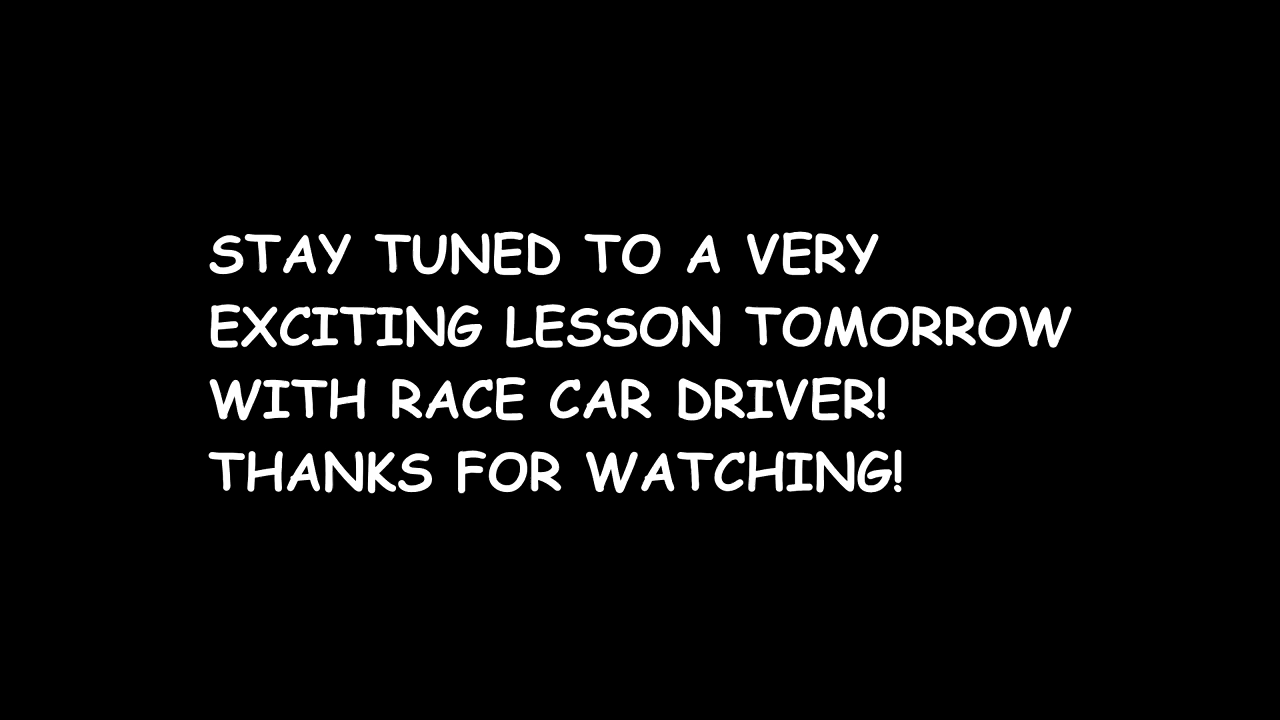 STAY TUNED TO A VERY
EXCITING LESSON TOMORROW
WITH RACE CAR DRIVER!
THANKS FOR WATCHING!